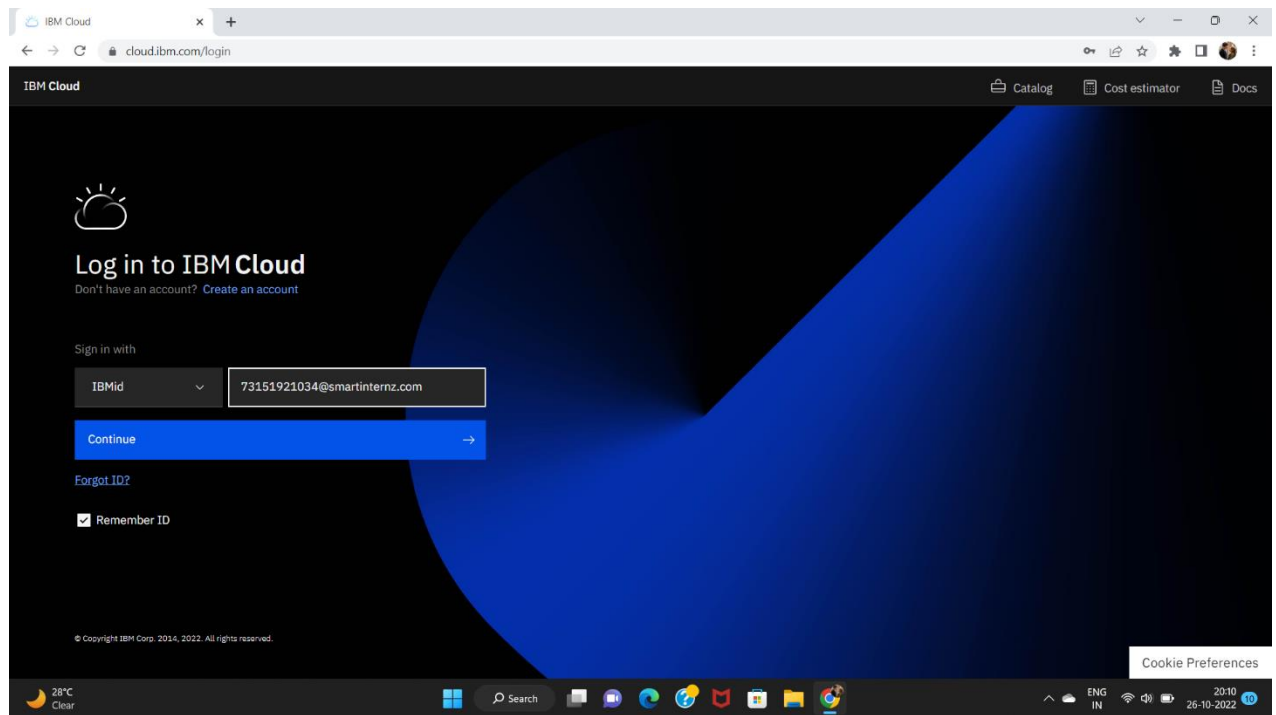 IBM Cloud
cloud.ibm.com/login
IBM Cloud
Catalog
Cost estimator
Docs
Log in to IBM Cloud
Don't have an account? Create an account
Sign in with
IBMid
73151921034@smartinternz.com
Continue
Forgot ID?
Remember ID
© Copyright IBM Corp. 2014, 2022. All rights reserved.
Cookie Preferences
28°C
Clear
Search
ENG
IN
20:10
26-10-2022
10